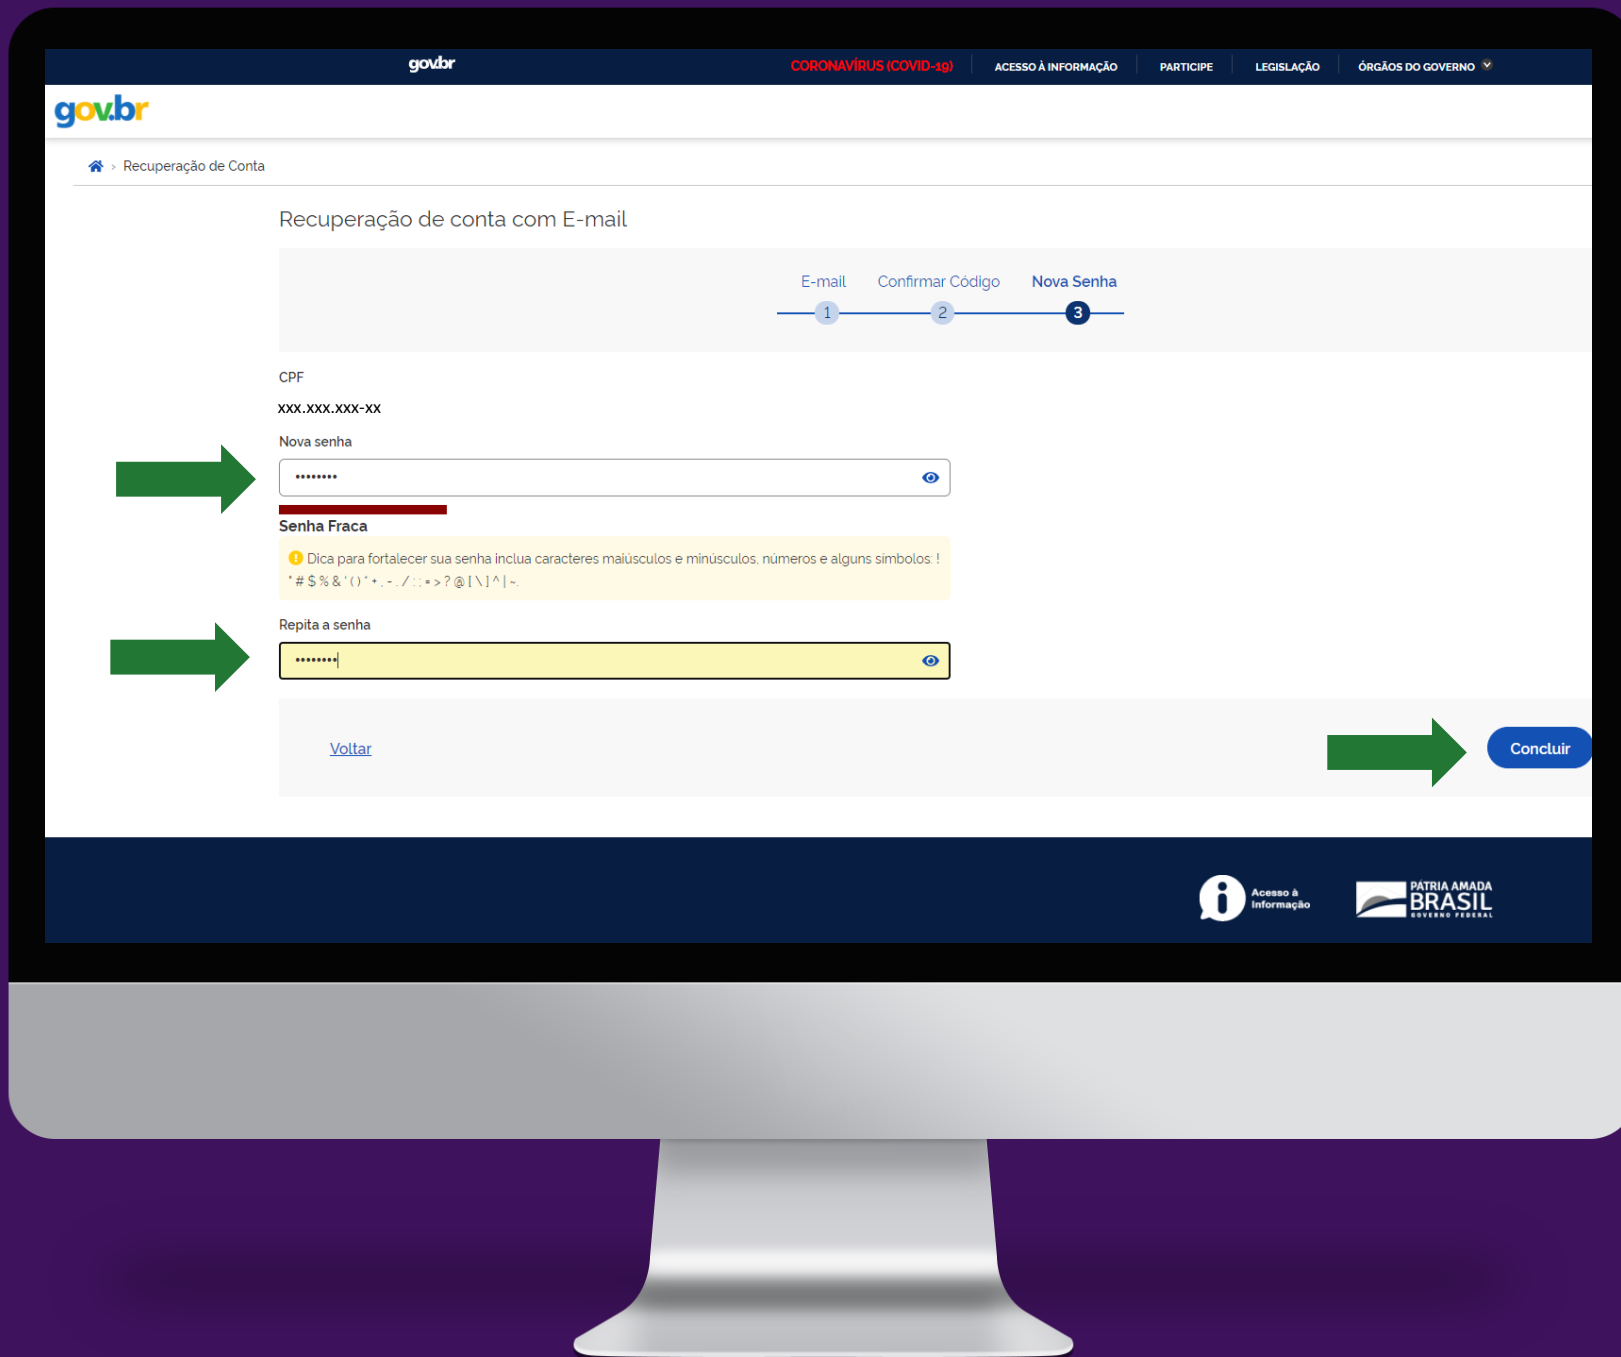 gov.br
CORONAVÍRUS (COVID-19) ACESSO À INFORMAÇÃO PARTICIPE LEGISLAÇÃO ÓRGÃOS DO GOVERNO
gov.br
Recuperação de Conta
Recuperação de conta com E-mail
E-mail Confirmar Código Nova Senha
1 2 3
CPF
xxx.xxx.xxx-xx
Nova senha
••••••••
Senha Fraca
Dica para fortalecer sua senha inclua caracteres maiúsculos e minúsculos, números e alguns símbolos: !
" # $ % & ' ( ) * + , - . / : ; = > ? @ [ \ ] ^ | ~.
Repita a senha
••••••••
Voltar
Concluir
Acesso à
Informação
PÁTRIA AMADA
BRASIL
GOVERNO FEDERAL